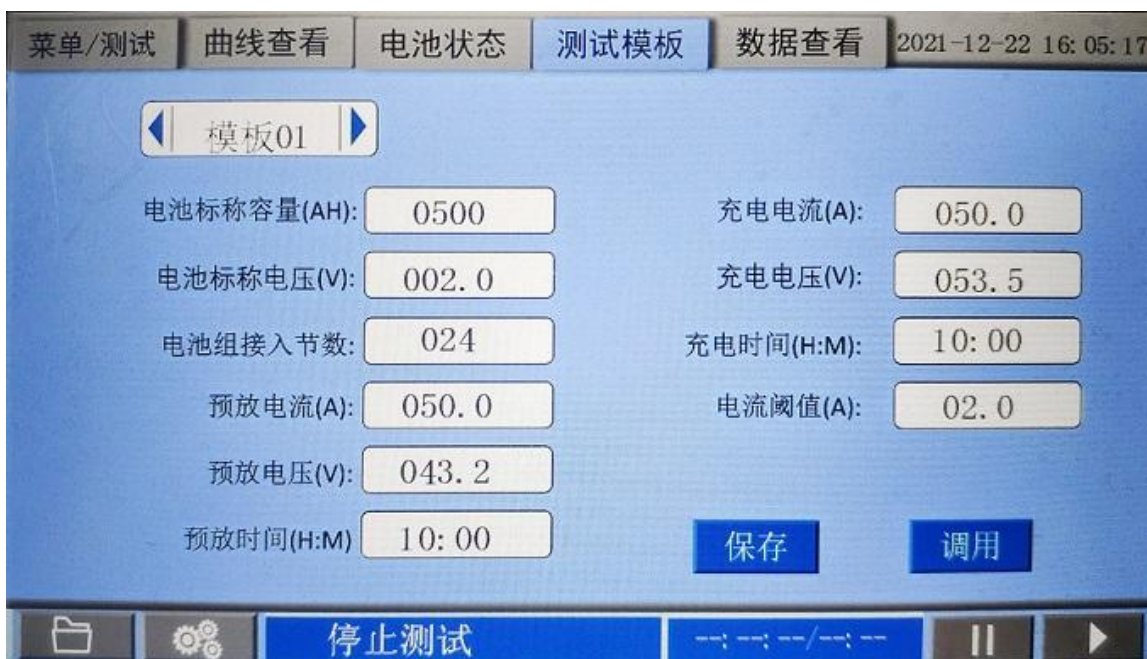 菜单/测试 曲线查看 电池状态 测试模板 数据查看 2021-12-22 16:05:17
模板01
电池标称容量(AH): 0500 充电电流(A): 050.0
电池标称电压(V): 002.0 充电电压(V): 053.5
电池组接入节数: 024 充电时间(H:M): 10:00
预放电流(A): 050.0 电流阈值(A): 02.0
预放电压(V): 043.2
预放时间(H:M) 10:00
保存 调用
停止测试 --:--:--/--:--